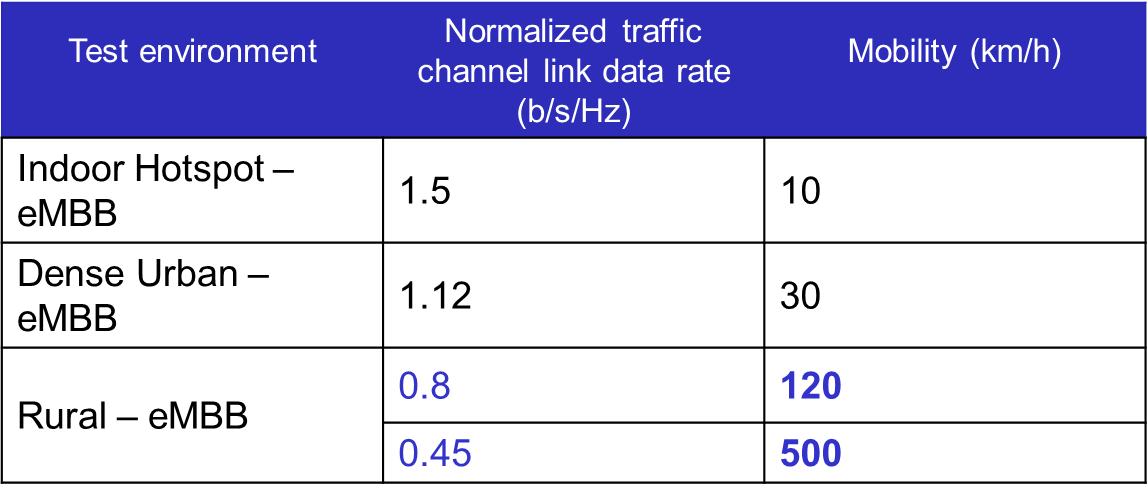 Test environment
Normalized traffic
channel link data rate
(b/s/Hz)
Mobility (km/h)
Indoor Hotspot –
eMBB
1.5
10
Dense Urban –
eMBB
1.12
30
Rural – eMBB
0.8
120
0.45
500